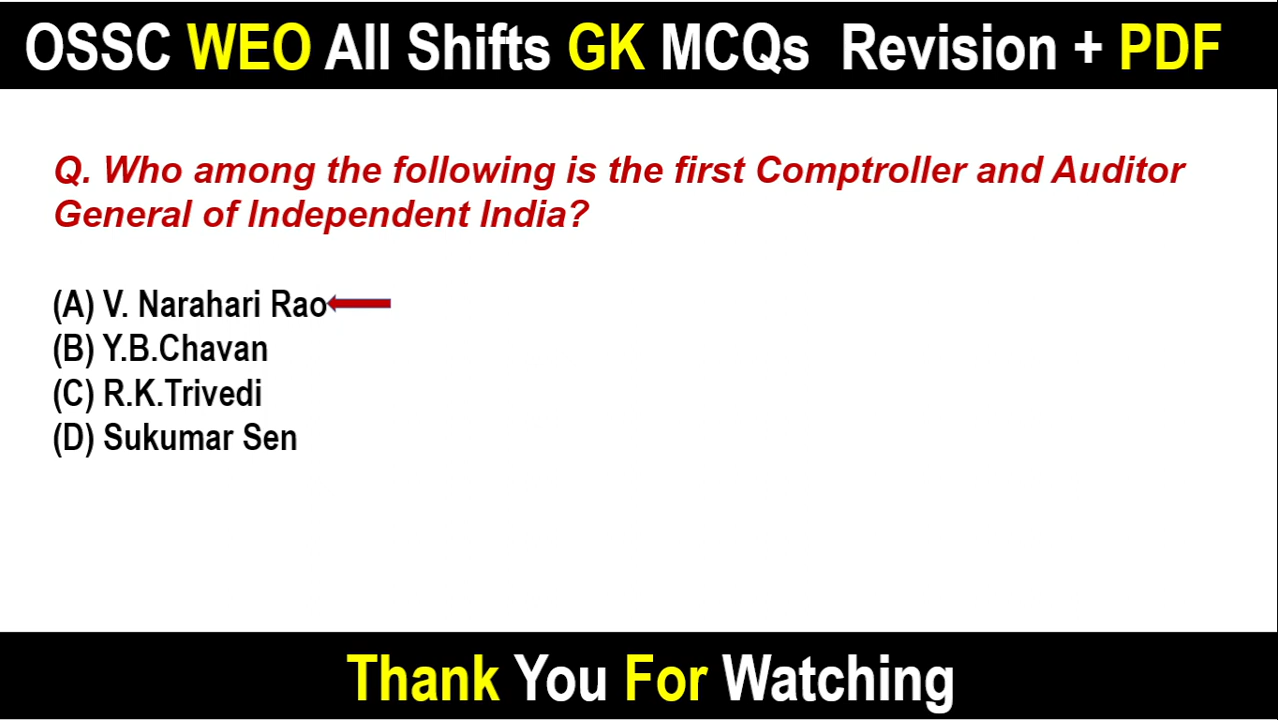 OSSC WEO All Shifts GK MCQs Revision + PDF
Q. Who among the following is the first Comptroller and Auditor
General of Independent India?
(A) V. Narahari Rao
(B) Y.B.Chavan
(C) R.K.Trivedi
(D) Sukumar Sen
Thank You For Watching